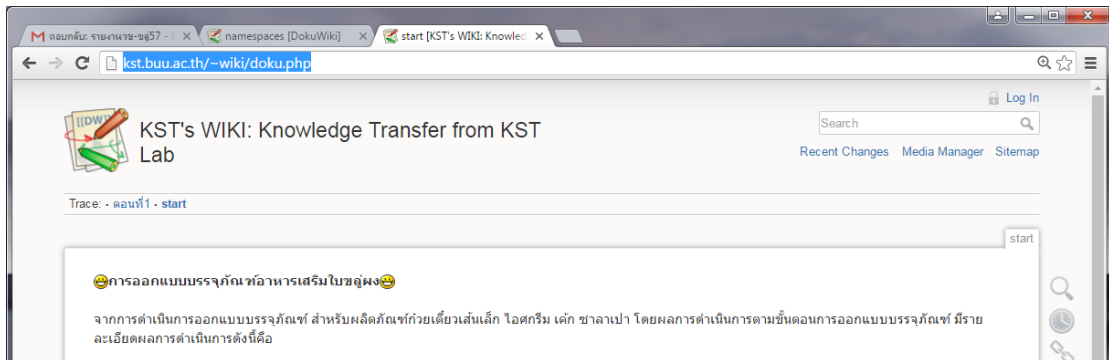 ตอบกลับ: รายงานวช-ขลู่57 -
namespaces [DokuWiki]
start [KST's WIKI: Knowled
kst.buu.ac.th/~wiki/doku.php
Log In
[[DW]]
KST's WIKI: Knowledge Transfer from KST
Lab
Search
Recent Changes Media Manager Sitemap
Trace: • ตอนที่1 • start
start
การออกแบบบรรจุภัณฑ์อาหารเสริมใบขลู่ผง
จากการดำเนินการออกแบบบรรจุภัณฑ์ สำหรับผลิตภัณฑ์ก๋วยเตี๋ยวเส้นเล็ก ไอศกรีม เค้ก ซาลาเปา โดยผลการดำเนินการตามขั้นตอนการออกแบบบรรจุภัณฑ์ มีราย
ละเอียดผลการดำเนินการดังนี้คือ